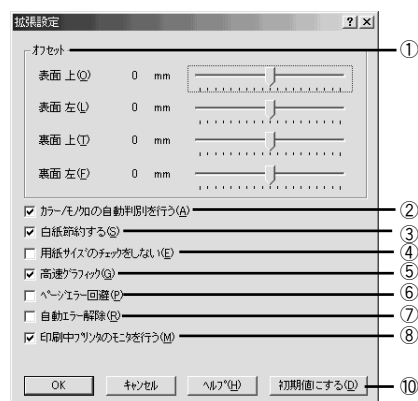 拡張設定 ? ×
オフセット ①
表面 上(O) 0 mm
表面 左(L) 0 mm
裏面 上(T) 0 mm
裏面 左(F) 0 mm
カラー/モノクロの自動判別を行う(A) ②
白紙節約する(S) ③
用紙サイズのチェックをしない(E) ④
高速グラフィック(G) ⑤
ページエラー回避(P) ⑥
自動エラー解除(R) ⑦
印刷中プリンタのモニタを行う(M) ⑧
OK キャンセル ヘルプ(H) 初期値にする(D) ⑩